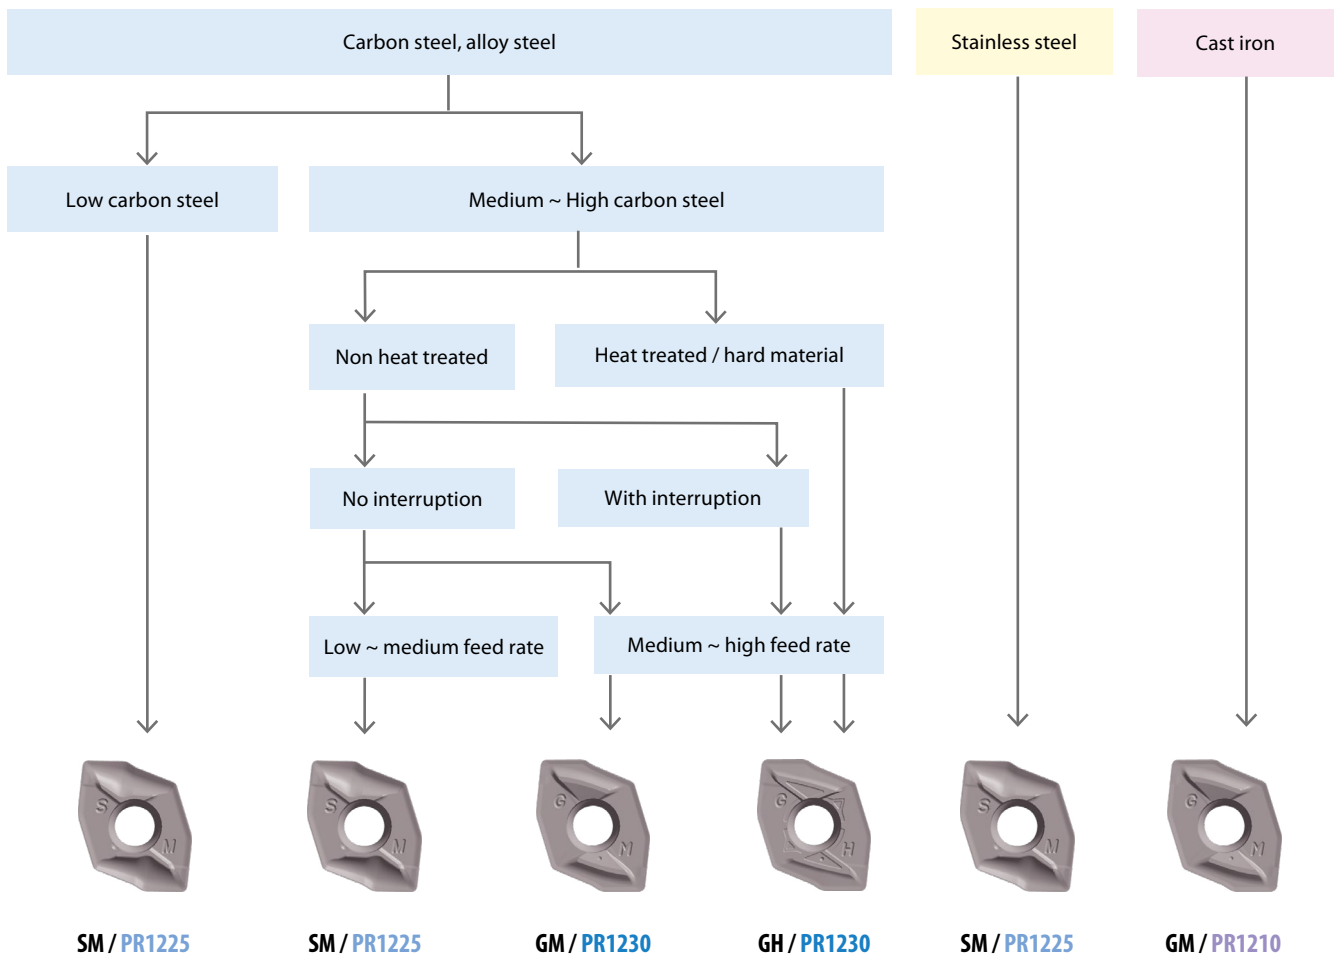 Carbon steel, alloy steel
Stainless steel
Cast iron
Low carbon steel
Medium ~ High carbon steel
Non heat treated
Heat treated / hard material
No interruption
With interruption
Low ~ medium feed rate
Medium ~ high feed rate
S
M
S
M
G
M
G
H
S
M
G
M
SM / PR1225
SM / PR1225
GM / PR1230
GH / PR1230
SM / PR1225
GM / PR1210